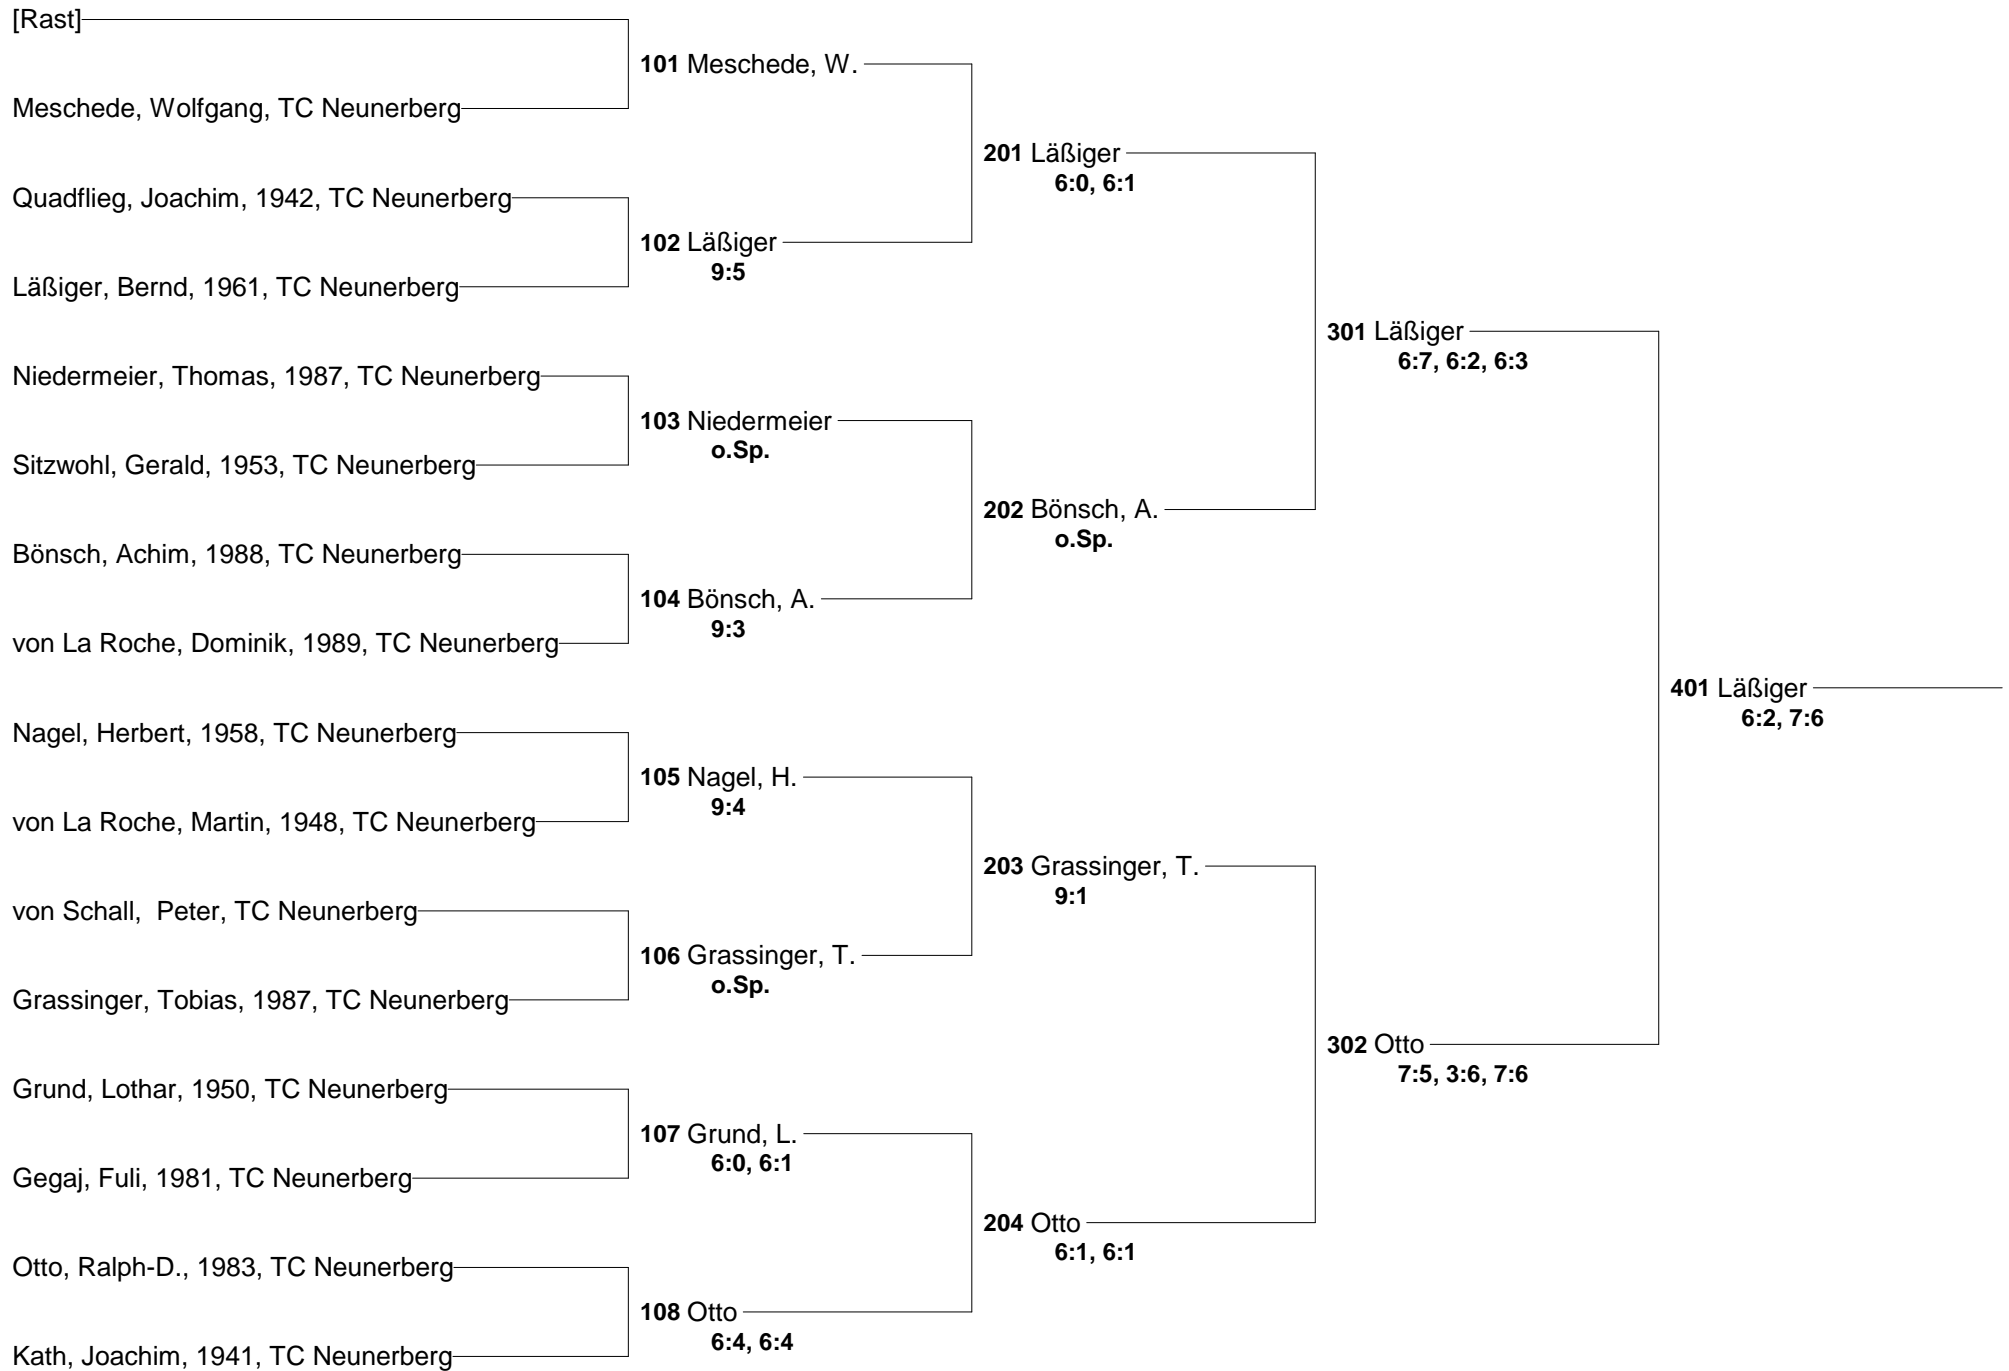 [Rast]
Meschede, Wolfgang, TC Neunerberg
Quadflieg, Joachim, 1942, TC Neunerberg
Läßiger, Bernd, 1961, TC Neunerberg
Niedermeier, Thomas, 1987, TC Neunerberg
Sitzwohl, Gerald, 1953, TC Neunerberg
Bönsch, Achim, 1988, TC Neunerberg
von La Roche, Dominik, 1989, TC Neunerberg
Nagel, Herbert, 1958, TC Neunerberg
von La Roche, Martin, 1948, TC Neunerberg
von Schall,  Peter, TC Neunerberg
Grassinger, Tobias, 1987, TC Neunerberg
Grund, Lothar, 1950, TC Neunerberg
Gegaj, Fuli, 1981, TC Neunerberg
Otto, Ralph-D., 1983, TC Neunerberg
Kath, Joachim, 1941, TC Neunerberg
101 Meschede, W.
102 Läßiger
9:5
103 Niedermeier
o.Sp.
104 Bönsch, A.
9:3
105 Nagel, H.
9:4
106 Grassinger, T.
o.Sp.
107 Grund, L.
6:0, 6:1
108 Otto
6:4, 6:4
201 Läßiger
6:0, 6:1
202 Bönsch, A.
o.Sp.
203 Grassinger, T.
9:1
204 Otto
6:1, 6:1
301 Läßiger
6:7, 6:2, 6:3
302 Otto
7:5, 3:6, 7:6
401 Läßiger
6:2, 7:6